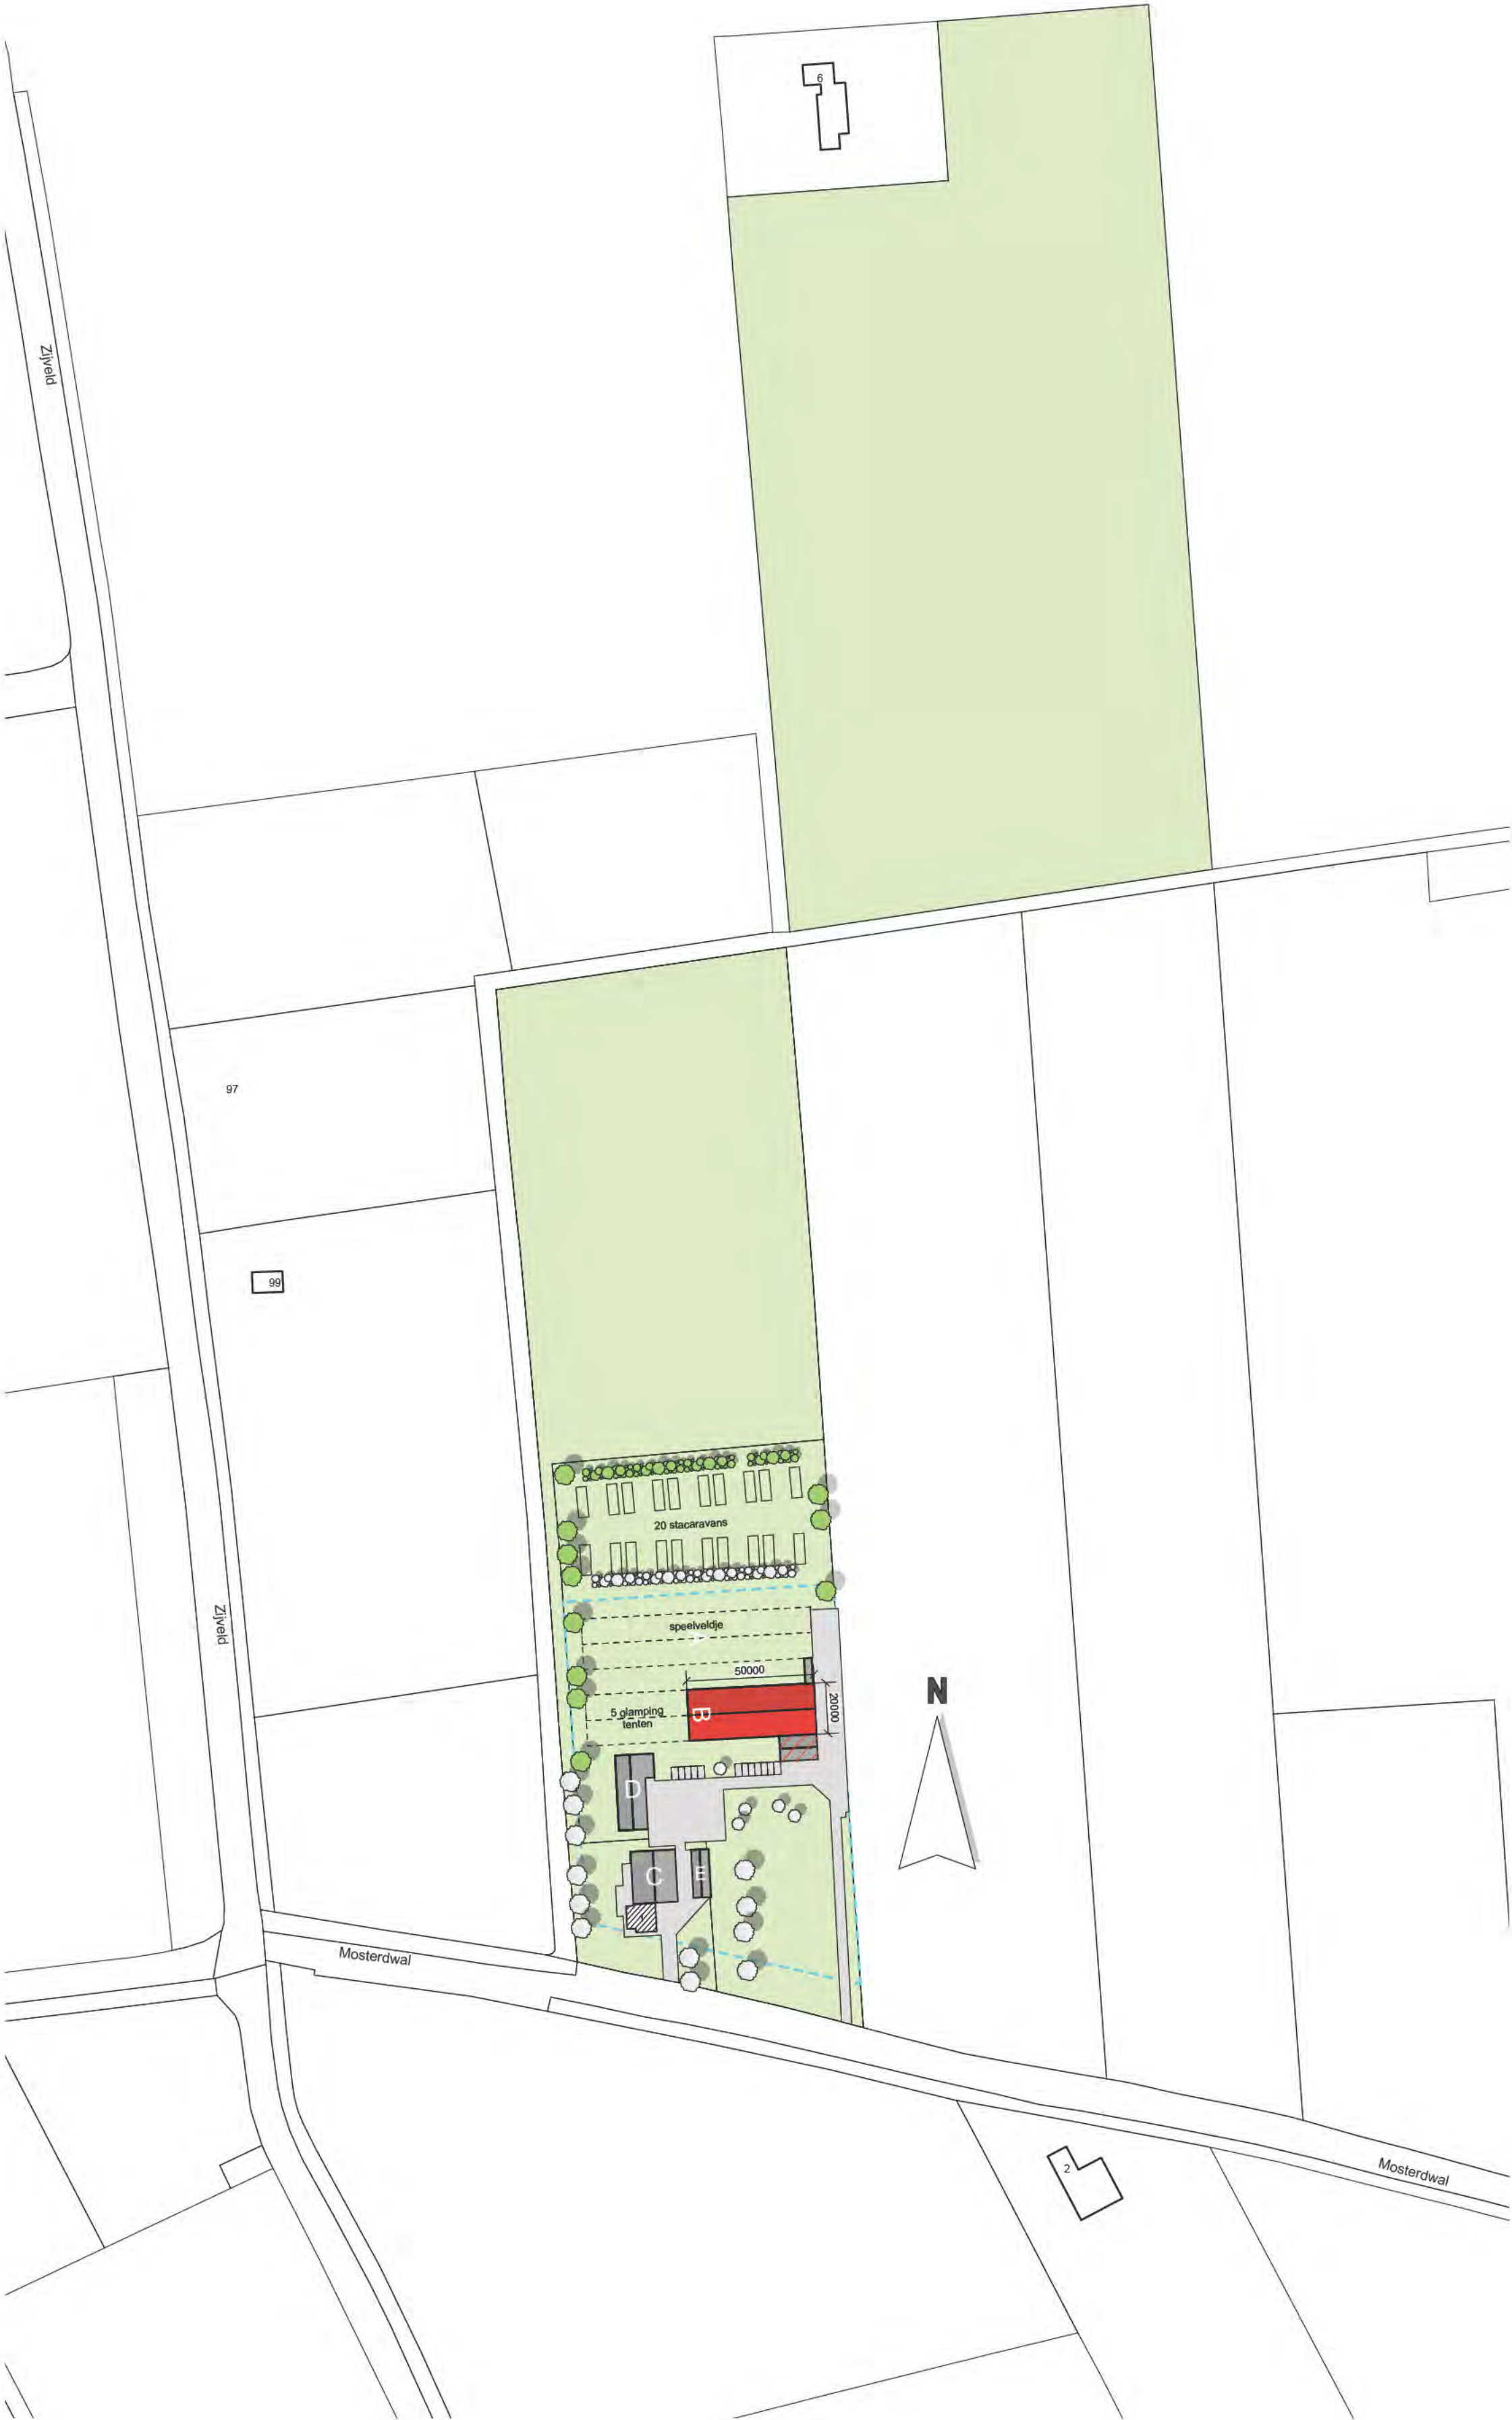 6
Zijveld
97
99
20 stacaravans
speelveldje
A
50000
20000
B
5 glamping
tenten
N
D
C
E
Zijveld
Mosterdwal
2
Mosterdwal